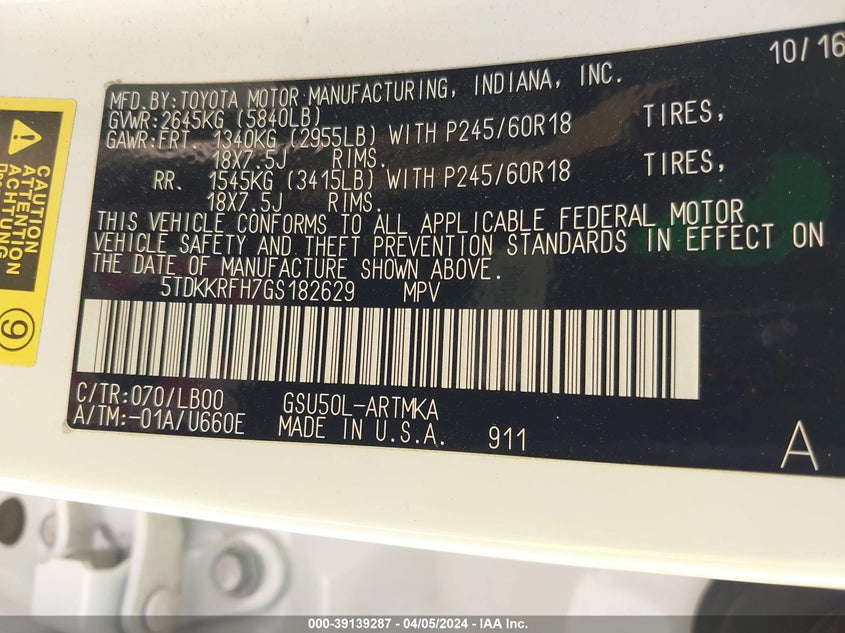 10/16
MFD.BY:TOYOTA MOTOR MANUFACTURING, INDIANA, INC.
GVWR:2645KG (5840LB)
GAWR:FRT. 1340KG (2955LB) WITH P245/60R18 TIRES,
18X7.5J RIMS.
RR. 1545KG (3415LB) WITH P245/60R18 TIRES,
18X7.5J RIMS.
THIS VEHICLE CONFORMS TO ALL APPLICABLE FEDERAL MOTOR
VEHICLE SAFETY AND THEFT PREVENTION STANDARDS IN EFFECT ON
THE DATE OF MANUFACTURE SHOWN ABOVE.
5TDKKRFH7GS182629 MPV
C/TR:070/LB00 GSU50L-ARTMKA
A/TM:-01A/U660E MADE IN U.S.A. 911
A
CAUTION
ATTENTION
ACHTUNG
9
000-39139287 - 04/05/2024 - IAA Inc.